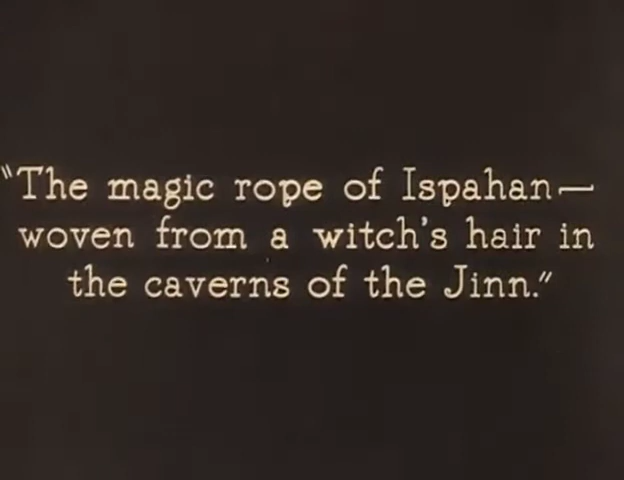 "The magic rope of Ispahan—
woven from a witch's hair in
the caverns of the Jinn."